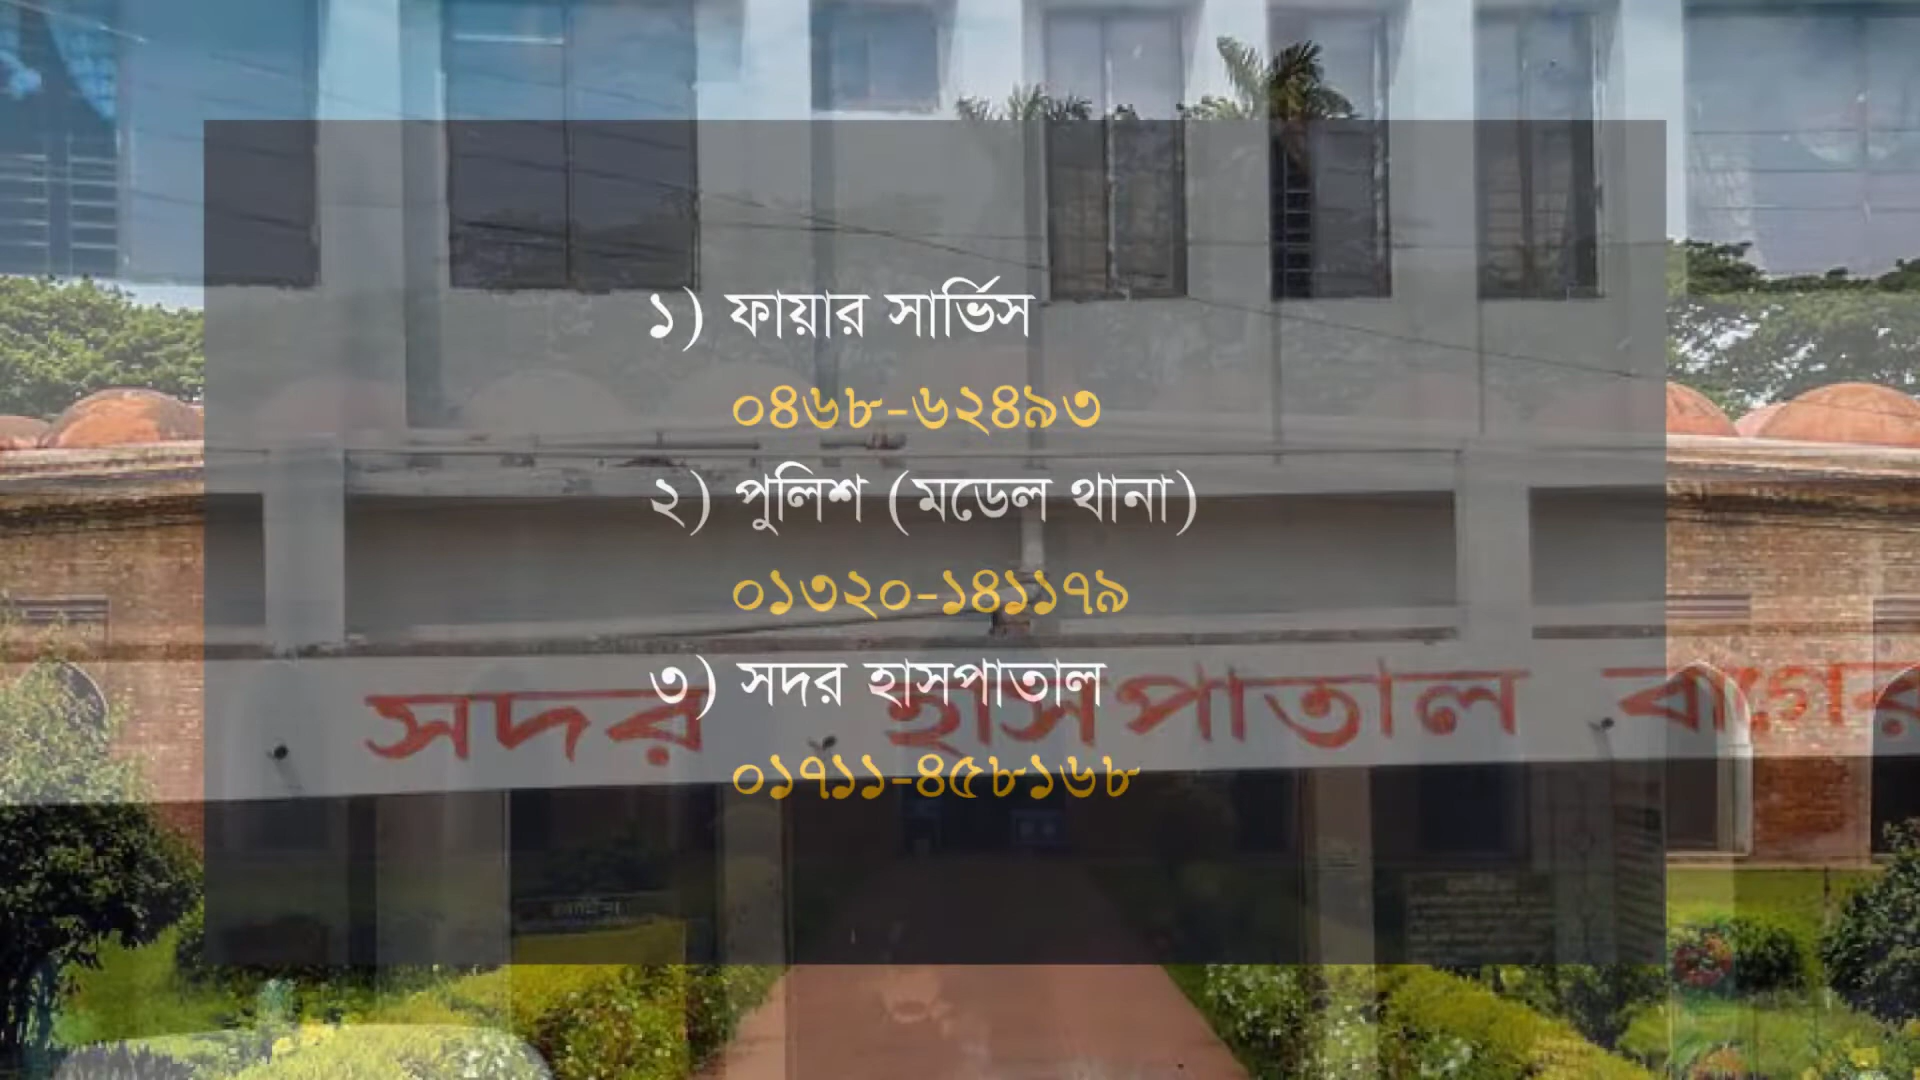 ১) ফায়ার সার্ভিস
০৪৬৮-৬২৪৯৩
২) পুলিশ (মডেল থানা)
০১৩২০-১৪১১৭৯
৩) সদর হাসপাতাল
সদর হাসপাতাল বাগের
০১৭১১-৪৫৮১৬৮